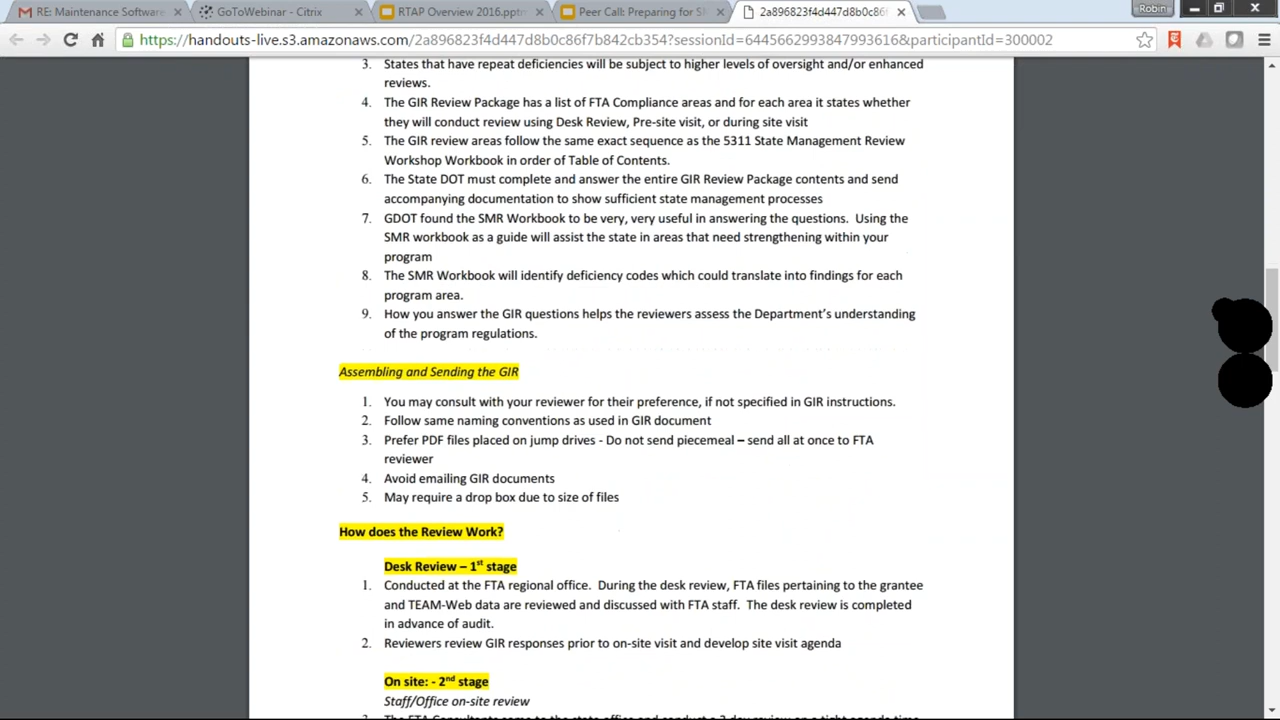 RE: Maintenance Software
GoToWebinar - Citrix
RTAP Overview 2016.pptm
Peer Call: Preparing for S
2a896823f4d447d8b0c86f
Robin
https://handouts-live.s3.amazonaws.com/2a896823f4d447d8b0c86f7b842cb354?sessionId=6445662993847993616&participantId=300002
3. States that have repeat deficiencies will be subject to higher levels of oversight and/or enhanced
reviews.
4. The GIR Review Package has a list of FTA Compliance areas and for each area it states whether
they will conduct review using Desk Review, Pre-site visit, or during site visit
5. The GIR review areas follow the same exact sequence as the 5311 State Management Review
Workshop Workbook in order of Table of Contents.
6. The State DOT must complete and answer the entire GIR Review Package contents and send
accompanying documentation to show sufficient state management processes
7. GDOT found the SMR Workbook to be very, very useful in answering the questions. Using the
SMR workbook as a guide will assist the state in areas that need strengthening within your
program
8. The SMR Workbook will identify deficiency codes which could translate into findings for each
program area.
9. How you answer the GIR questions helps the reviewers assess the Department's understanding
of the program regulations.
Assembling and Sending the GIR
1. You may consult with your reviewer for their preference, if not specified in GIR instructions.
2. Follow same naming conventions as used in GIR document
3. Prefer PDF files placed on jump drives - Do not send piecemeal – send all at once to FTA
reviewer
4. Avoid emailing GIR documents
5. May require a drop box due to size of files
How does the Review Work?
Desk Review – 1st stage
1. Conducted at the FTA regional office. During the desk review, FTA files pertaining to the grantee
and TEAM-Web data are reviewed and discussed with FTA staff. The desk review is completed
in advance of audit.
2. Reviewers review GIR responses prior to on-site visit and develop site visit agenda
On site: - 2nd stage
Staff/Office on-site review